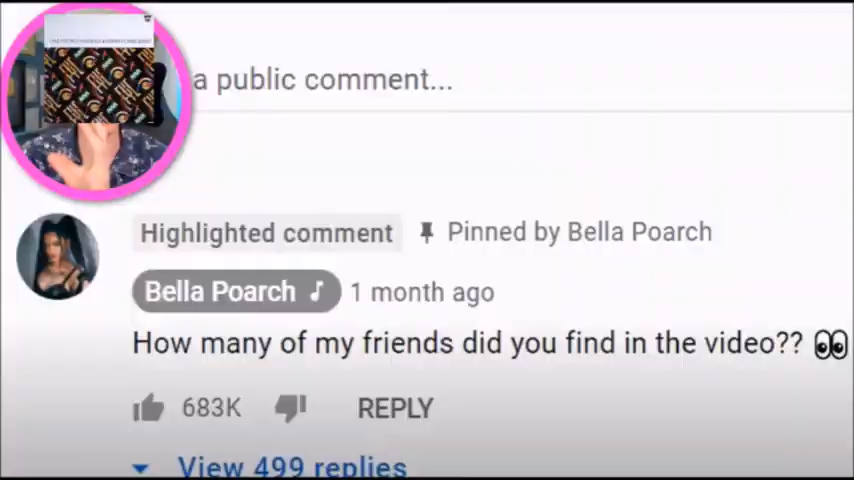 a public comment...
Highlighted comment Pinned by Bella Poarch
Bella Poarch ♪ 1 month ago
How many of my friends did you find in the video?? 👀
683K REPLY
View 499 replies